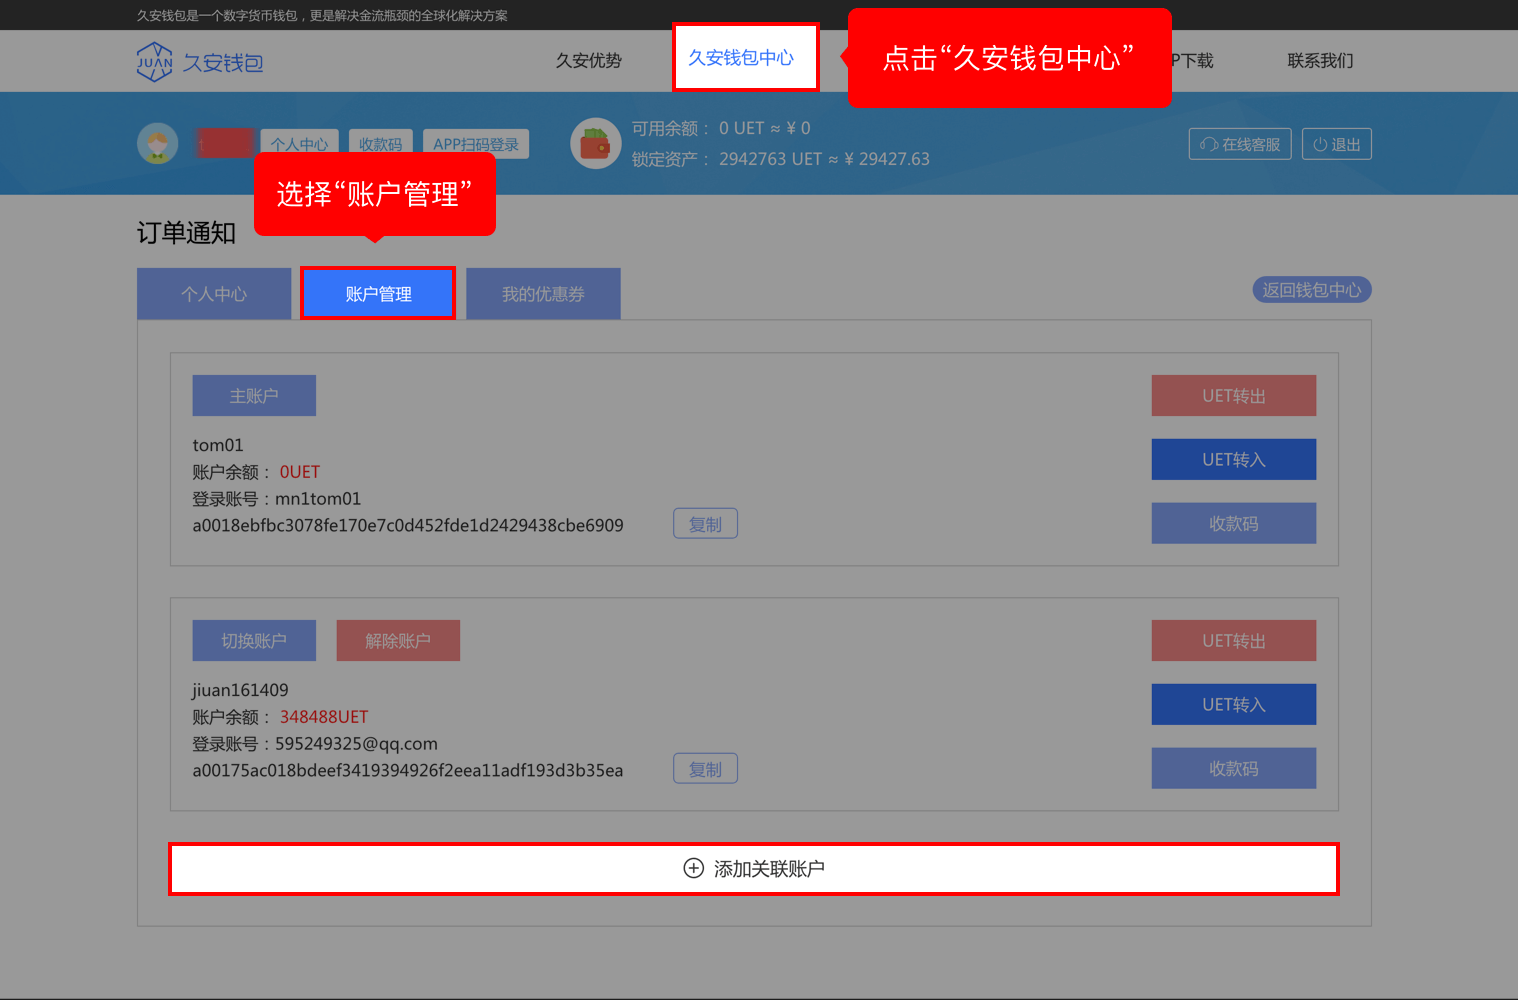 久安钱包是一个数字货币钱包，更是解决金流瓶颈的全球化解决方案
JUAN 久安钱包
久安优势
久安钱包中心
点击“久安钱包中心”
P下载
联系我们
个人中心
收款码
APP扫码登录
可用余额： 0 UET ≈ ¥ 0
锁定资产： 2942763 UET ≈ ¥ 29427.63
在线客服
退出
选择“账户管理”
订单通知
个人中心
账户管理
我的优惠券
返回钱包中心
主账户
UET转出
tom01
账户余额： 0UET
UET转入
登录账号：mn1tom01
a0018ebfbc3078fe170e7c0d452fde1d2429438cbe6909
复制
收款码
切换账户
解除账户
UET转出
jiuan161409
账户余额： 348488UET
UET转入
登录账号：595249325@qq.com
a00175ac018bdeef3419394926f2eea11adf193d3b35ea
复制
收款码
添加关联账户